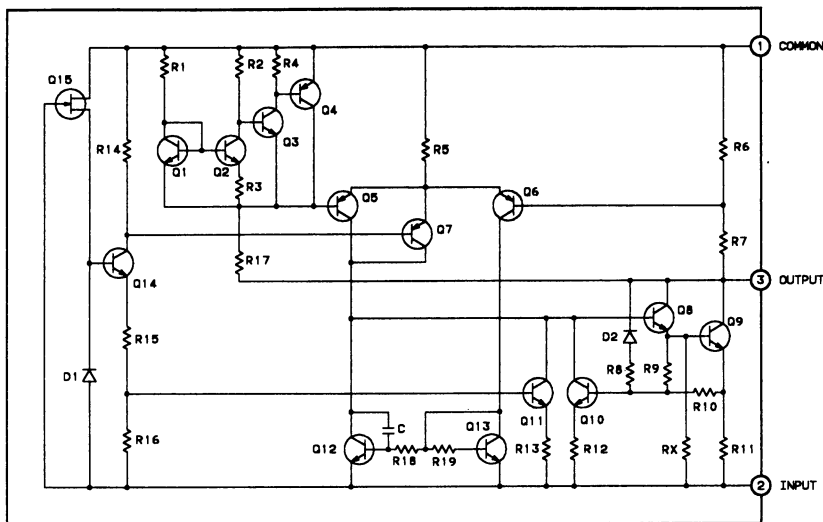 1 COMMON
R1
R2
R4
Q15
Q4
Q3
R14
R5
R6
Q1
Q2
R3
Q5
Q6
Q7
R7
R17
3 OUTPUT
Q14
Q8
Q9
R15
D2
D1
R8
R9
R10
Q11
Q10
C
Q12
Q13
R16
R18
R19
R13
R12
RX
R11
2 INPUT